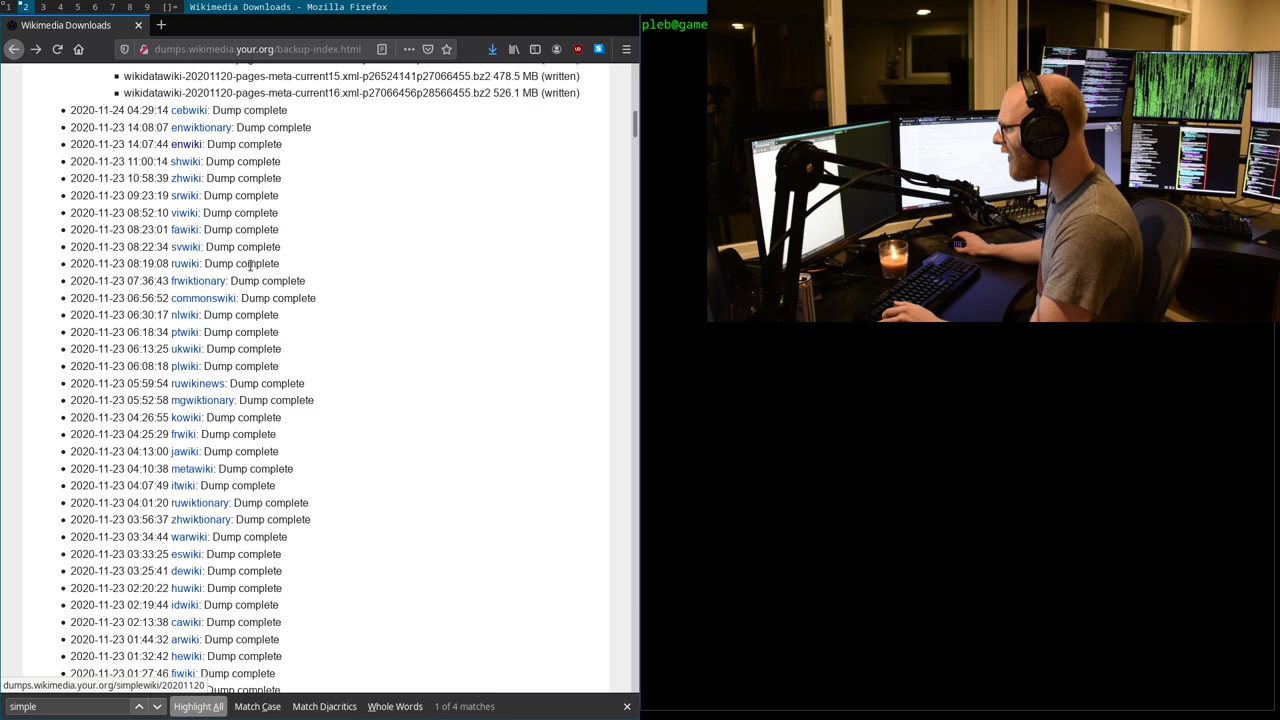 1 2 3 4 5 6 7 8 9 []= Wikimedia Downloads - Mozilla Firefox
Wikimedia Downloads
pleb@game
dumps.wikimedia.your.org/backup-index.html
wikidatawiki-20201120-pages-meta-current15.xml-p26524141p27066455.bz2 478.5 MB (written)
wikidatawiki-20201120-pages-meta-current16.xml-p27066456p28566455.bz2 526.1 MB (written)
2020-11-24 04:29:14 cebwiki: Dump complete
2020-11-23 14:08:07 enwiktionary: Dump complete
2020-11-23 14:07:44 enwiki: Dump complete
2020-11-23 11:00:14 shwiki: Dump complete
2020-11-23 10:58:39 zhwiki: Dump complete
2020-11-23 09:23:19 srwiki: Dump complete
2020-11-23 08:52:10 viwiki: Dump complete
2020-11-23 08:23:01 fawiki: Dump complete
2020-11-23 08:22:34 svwiki: Dump complete
2020-11-23 08:19:08 ruwiki: Dump complete
2020-11-23 07:36:43 frwiktionary: Dump complete
2020-11-23 06:56:52 commonswiki: Dump complete
2020-11-23 06:30:17 nlwiki: Dump complete
2020-11-23 06:18:34 ptwiki: Dump complete
2020-11-23 06:13:25 ukwiki: Dump complete
2020-11-23 06:08:18 plwiki: Dump complete
2020-11-23 05:59:54 ruwikinews: Dump complete
2020-11-23 05:52:58 mgwiktionary: Dump complete
2020-11-23 04:26:55 kowiki: Dump complete
2020-11-23 04:25:29 frwiki: Dump complete
2020-11-23 04:13:00 jawiki: Dump complete
2020-11-23 04:10:38 metawiki: Dump complete
2020-11-23 04:07:49 itwiki: Dump complete
2020-11-23 04:01:20 ruwiktionary: Dump complete
2020-11-23 03:56:37 zhwiktionary: Dump complete
2020-11-23 03:34:44 warwiki: Dump complete
2020-11-23 03:33:25 eswiki: Dump complete
2020-11-23 03:25:41 dewiki: Dump complete
2020-11-23 02:20:22 huwiki: Dump complete
2020-11-23 02:19:44 idwiki: Dump complete
2020-11-23 02:13:38 cawiki: Dump complete
2020-11-23 01:44:32 arwiki: Dump complete
2020-11-23 01:32:42 hewiki: Dump complete
2020-11-23 01:27:46 fiwiki: Dump complete
dumps.wikimedia.your.org/simplewiki/20201120 Dump complete
simple Highlight All Match Case Match Diacritics Whole Words 1 of 4 matches